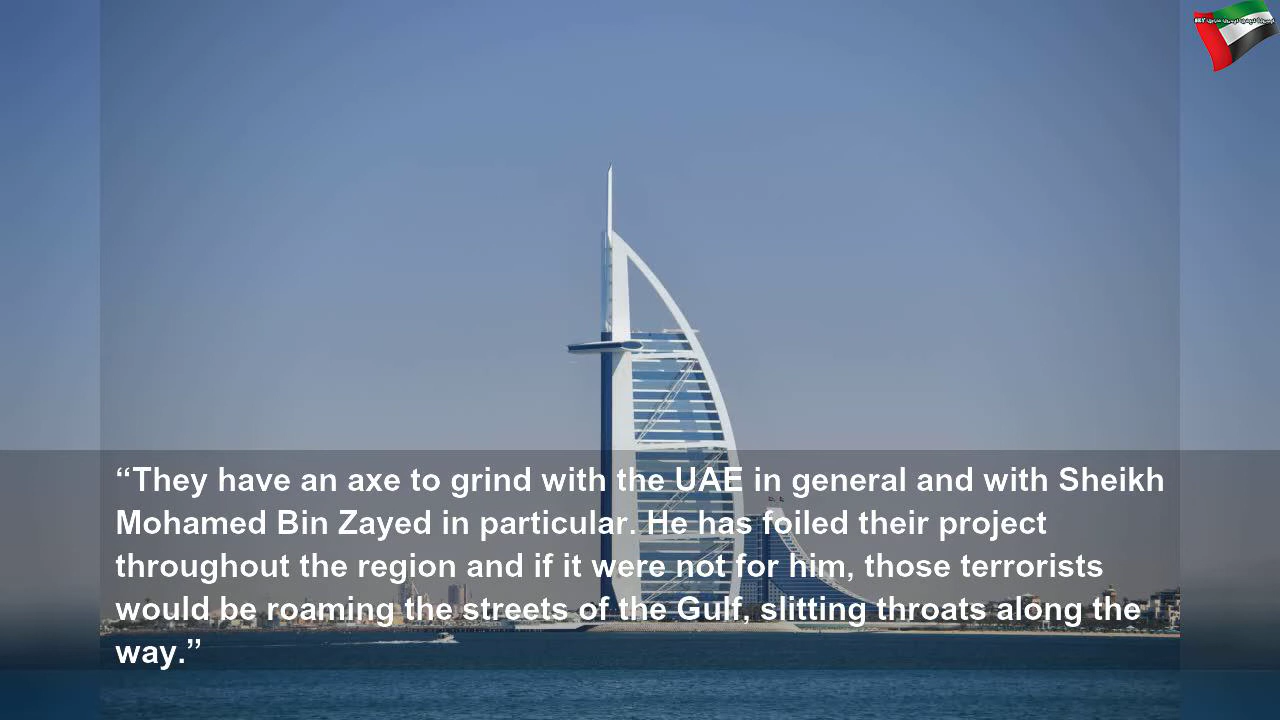 “They have an axe to grind with the UAE in general and with Sheikh
Mohamed Bin Zayed in particular. He has foiled their project
throughout the region and if it were not for him, those terrorists
would be roaming the streets of the Gulf, slitting throats along the
way.”